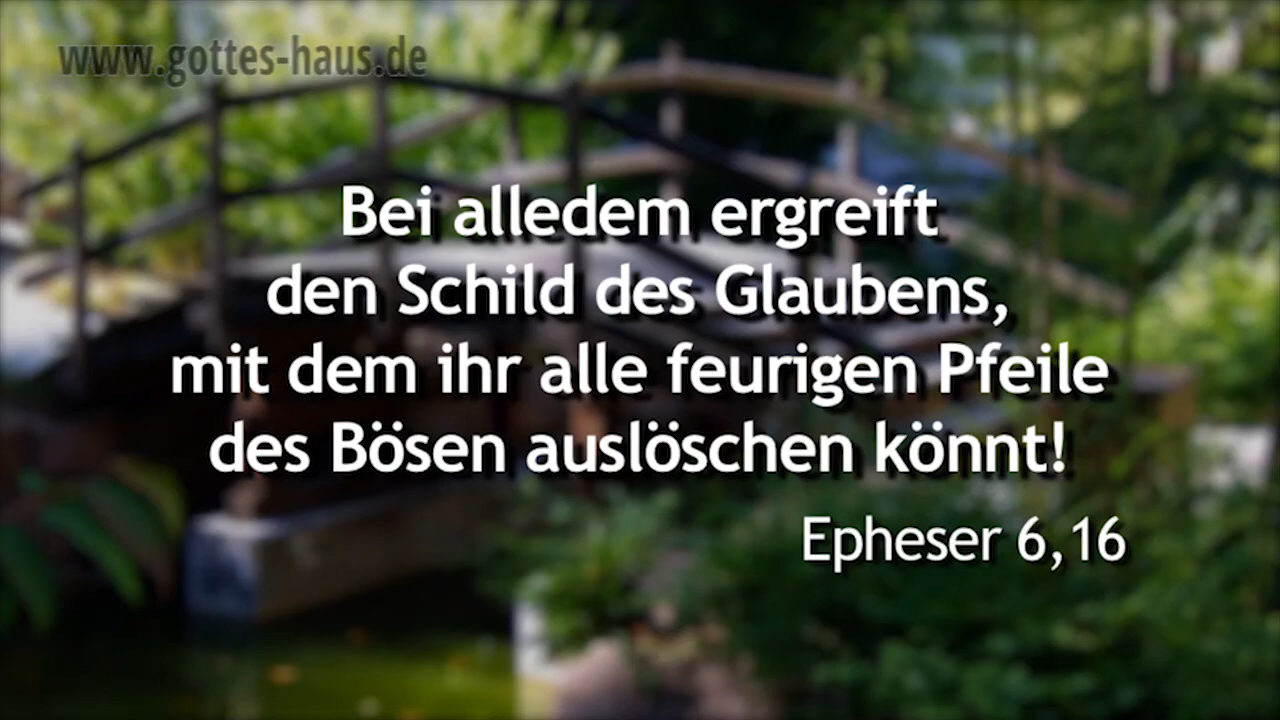 www.gottes-haus.de
Bei alledem ergreift
den Schild des Glaubens,
mit dem ihr alle feurigen Pfeile
des Bösen auslöschen könnt!
Epheser 6,16